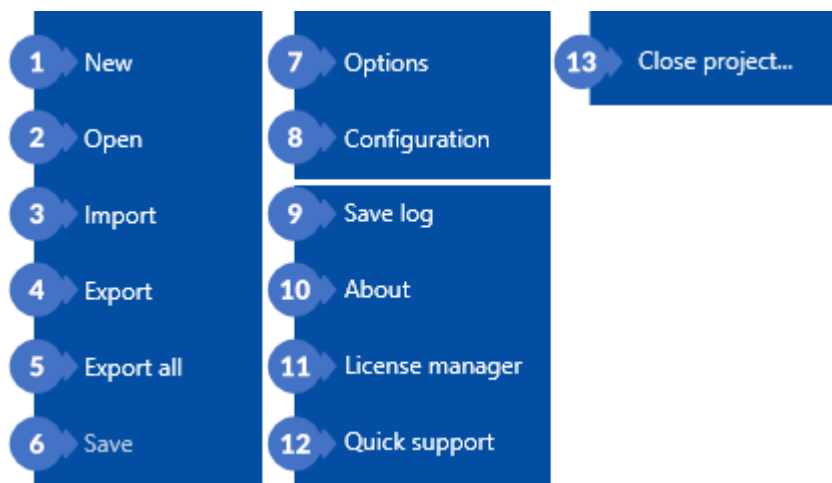 1 New
2 Open
3 Import
4 Export
5 Export all
6 Save
7 Options
8 Configuration
9 Save log
10 About
11 License manager
12 Quick support
13 Close project...